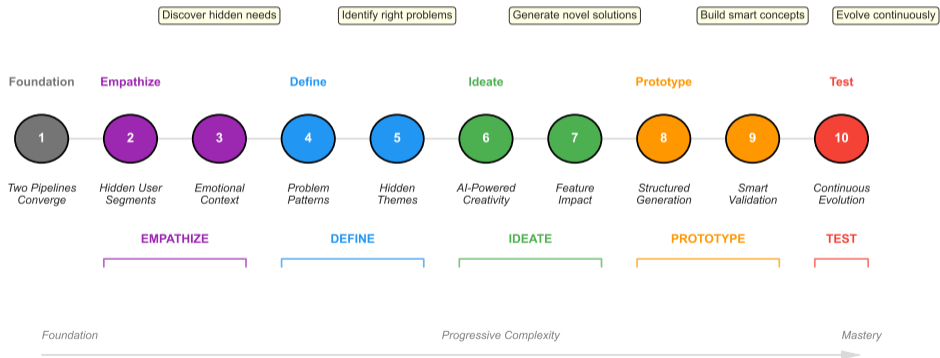 Discover hidden needs
Identify right problems
Generate novel solutions
Build smart concepts
Evolve continuously
Foundation
Empathize
Define
Ideate
Prototype
Test
1
2
3
4
5
6
7
8
9
10
Two Pipelines
Converge
Hidden User
Segments
Emotional
Context
Problem
Patterns
Hidden
Themes
AI-Powered
Creativity
Feature
Impact
Structured
Generation
Smart
Validation
Continuous
Evolution
EMPATHIZE
DEFINE
IDEATE
PROTOTYPE
TEST
Foundation
Progressive Complexity
Mastery